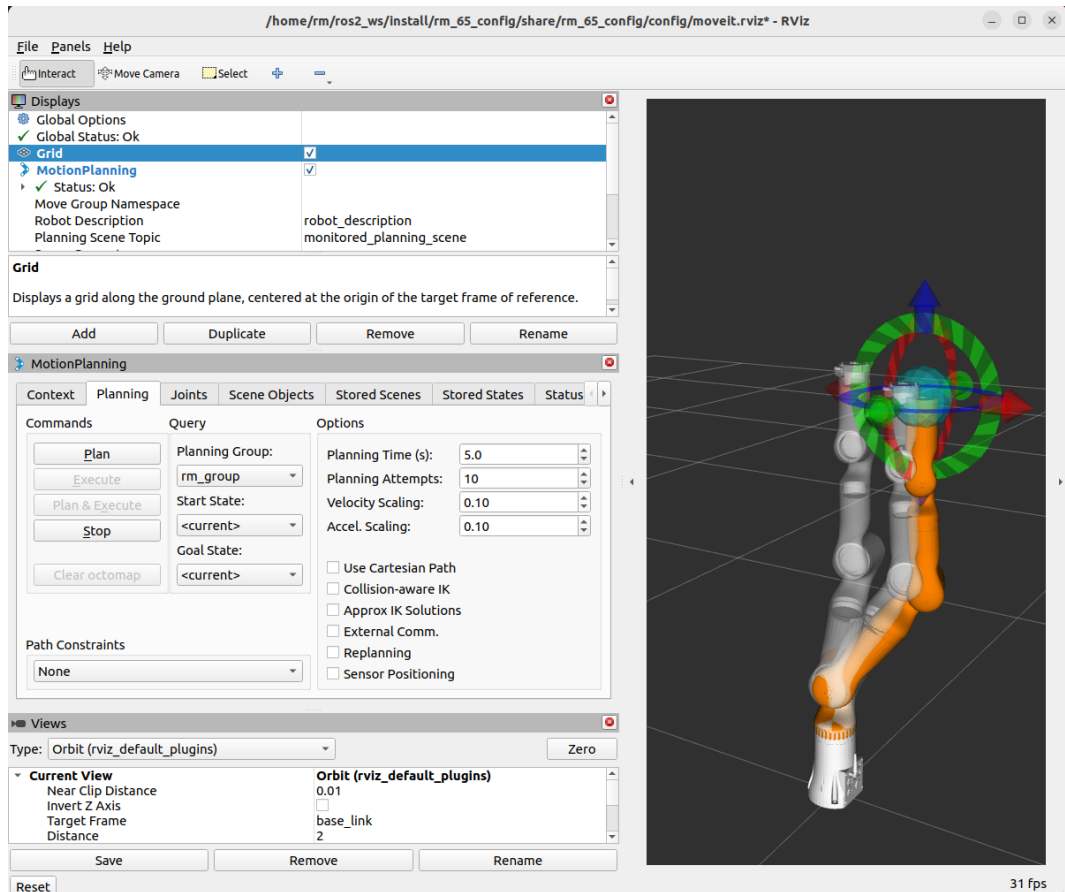 /home/rm/ros2_ws/install/rm_65_config/share/rm_65_config/config/moveit.rviz* - RViz
File Panels Help
Interact Move Camera Select
Displays
Global Options
Global Status: Ok
Grid
MotionPlanning
Status: Ok
Move Group Namespace
Robot Description robot_description
Planning Scene Topic monitored_planning_scene
Grid
Displays a grid along the ground plane, centered at the origin of the target frame of reference.
Add Duplicate Remove Rename
MotionPlanning
Context Planning Joints Scene Objects Stored Scenes Stored States Status
Commands Query Options
Plan Planning Group: Planning Time (s): 5.0
Execute rm_group Planning Attempts: 10
Plan & Execute Start State: Velocity Scaling: 0.10
Stop <current> Accel. Scaling: 0.10
Goal State:
Clear octomap <current> Use Cartesian Path
Collision-aware IK
Approx IK Solutions
External Comm.
Path Constraints Replanning
None Sensor Positioning
Views
Type: Orbit (rviz_default_plugins) Zero
Current View Orbit (rviz_default_plugins)
Near Clip Distance 0.01
Invert Z Axis
Target Frame base_link
Distance 2
Save Remove Rename
Reset 31 fps